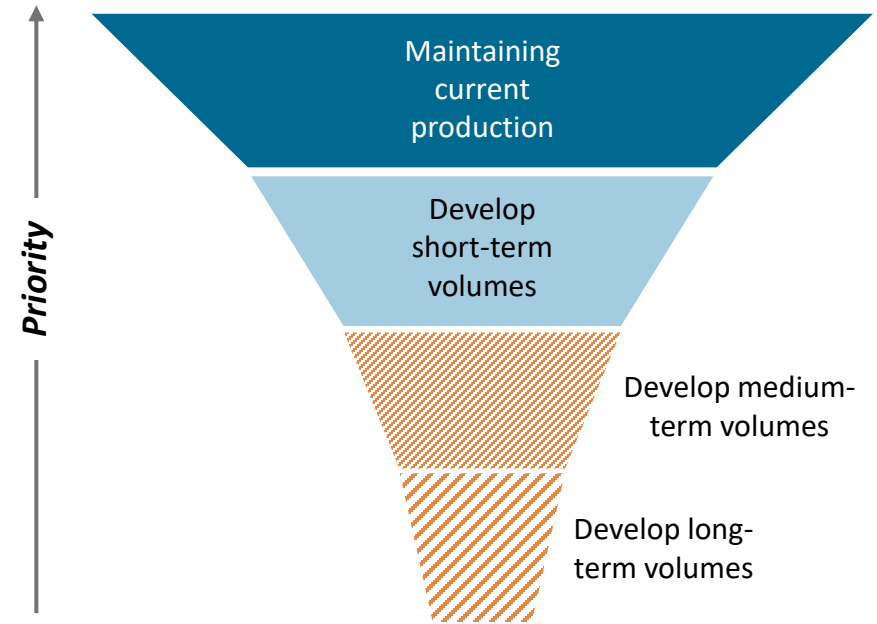 Maintaining
current
production
Develop
short-term
volumes
Priority
Develop medium-
term volumes
Develop long-
term volumes